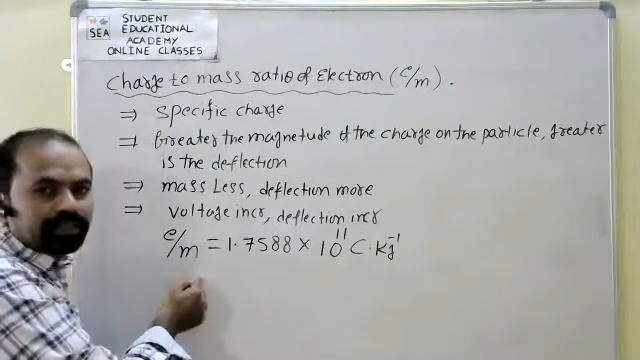 STUDENT
EDUCATIONAL
ACADEMY
ONLINE CLASSES
SEA
Charge to mass ratio of Electron (e/m).
⇒ Specific charge
⇒ Greater the magnitude of the charge on the particle, greater
is the deflection
⇒ mass Less, deflection more
⇒ voltage incr, deflection incr
e/m = 1.7588 × 10¹¹ C.Kg⁻¹